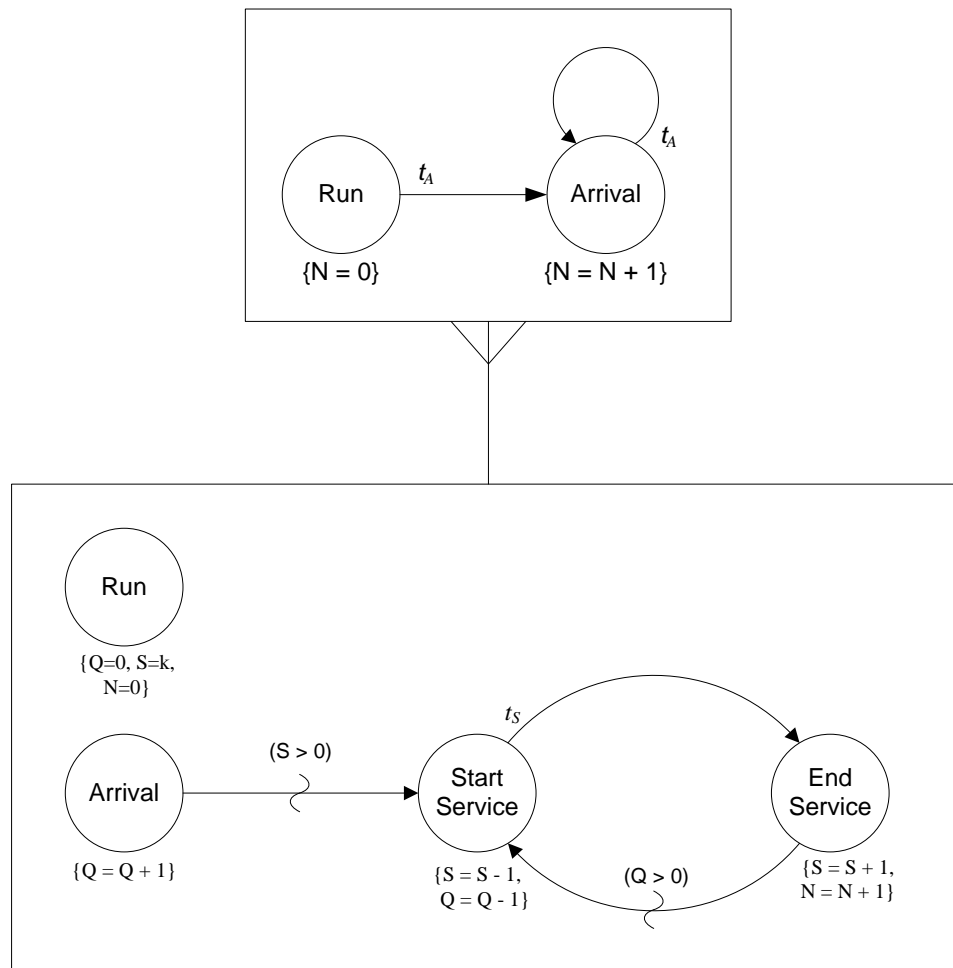 t_A
t_A
Run
Arrival
{N = 0}
{N = N + 1}
Run
{Q=0, S=k,
N=0}
t_S
(S > 0)
Arrival
Start
Service
End
Service
{Q = Q + 1}
{S = S - 1,
Q = Q - 1}
(Q > 0)
{S = S + 1,
N = N + 1}